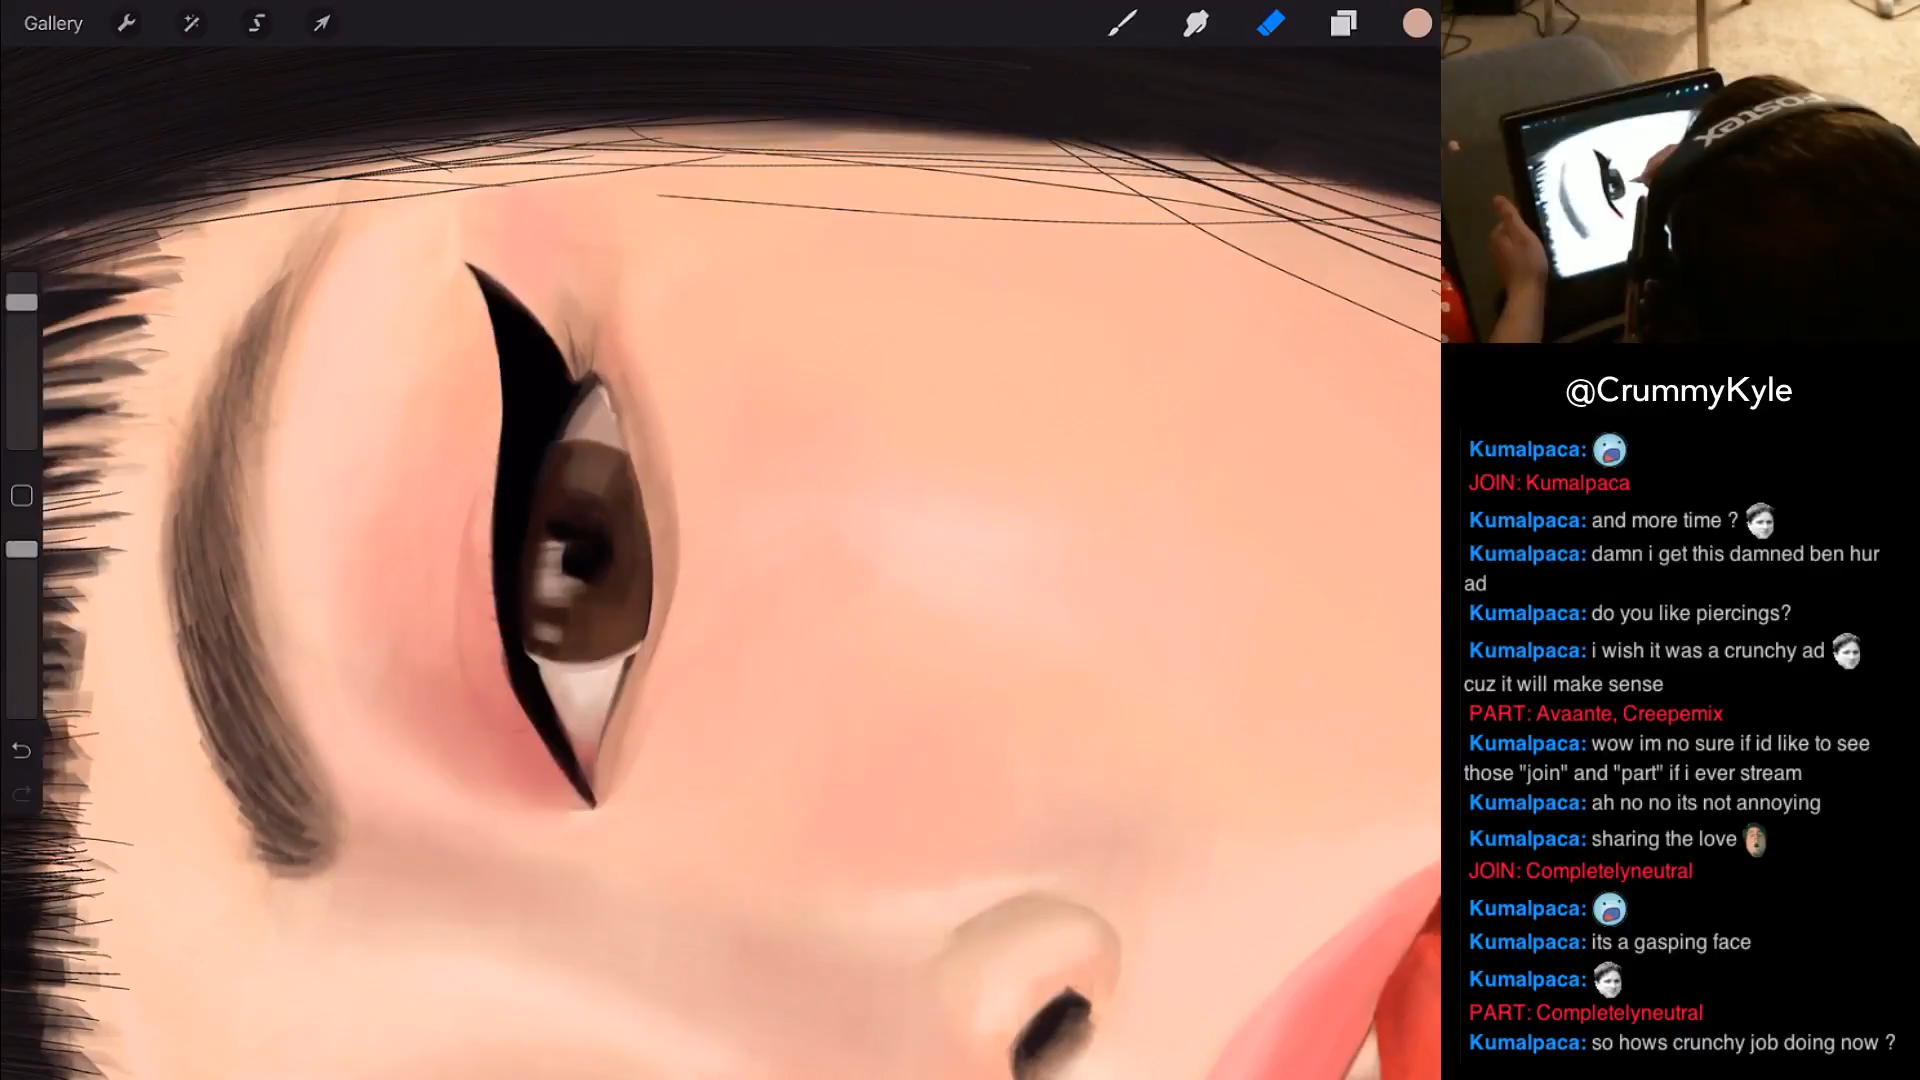 Gallery
Fostex
@CrummyKyle
Kumalpaca:
JOIN: Kumalpaca
Kumalpaca: and more time ?
Kumalpaca: damn i get this damned ben hur
ad
Kumalpaca: do you like piercings?
Kumalpaca: i wish it was a crunchy ad
cuz it will make sense
PART: Avaante, Creepemix
Kumalpaca: wow im no sure if id like to see
those "join" and "part" if i ever stream
Kumalpaca: ah no no its not annoying
Kumalpaca: sharing the love
JOIN: Completelyneutral
Kumalpaca:
Kumalpaca: its a gasping face
Kumalpaca:
PART: Completelyneutral
Kumalpaca: so hows crunchy job doing now ?